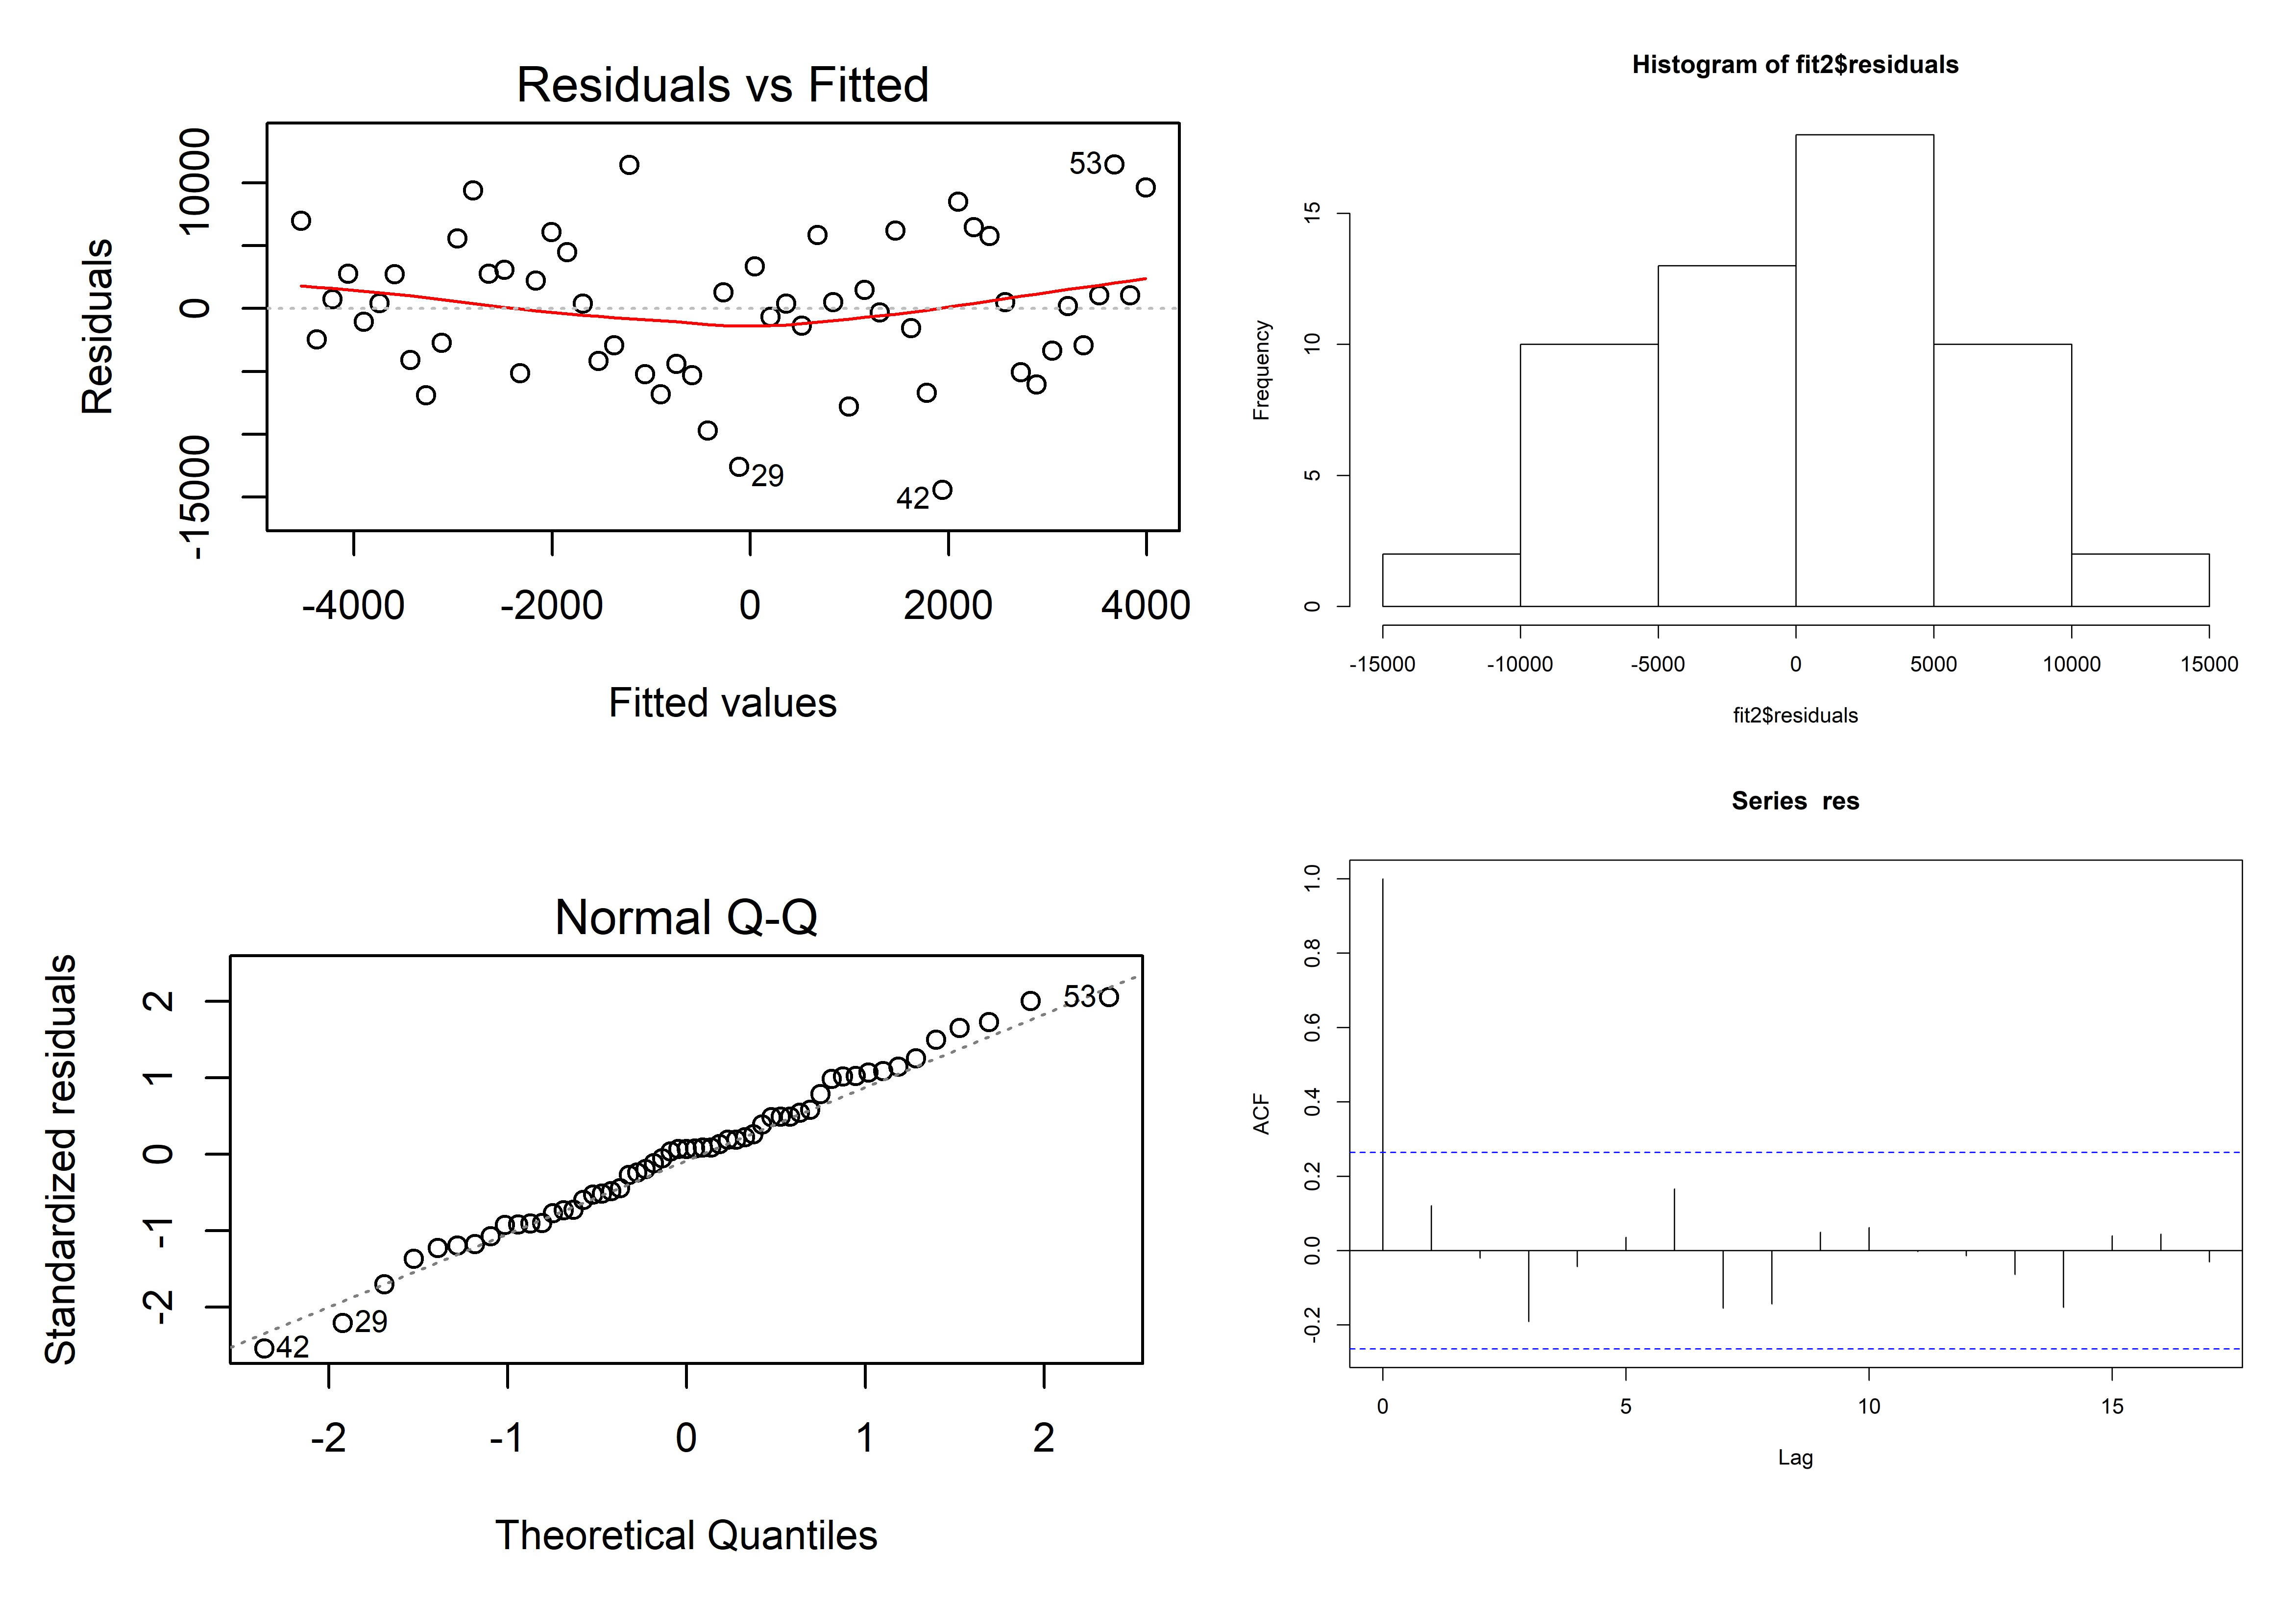 Residuals vs Fitted
10000
0
-15000
Residuals
53
29
42
-4000 -2000 0 2000 4000
Fitted values
Histogram of fit2$residuals
15
10
5
0
Frequency
-15000 -10000 -5000 0 5000 10000 15000
fit2$residuals
Normal Q-Q
2
1
0
-1
-2
Standardized residuals
53
29
42
-2 -1 0 1 2
Theoretical Quantiles
Series res
1.0
0.8
0.6
0.4
0.2
0.0
-0.2
ACF
0 5 10 15
Lag